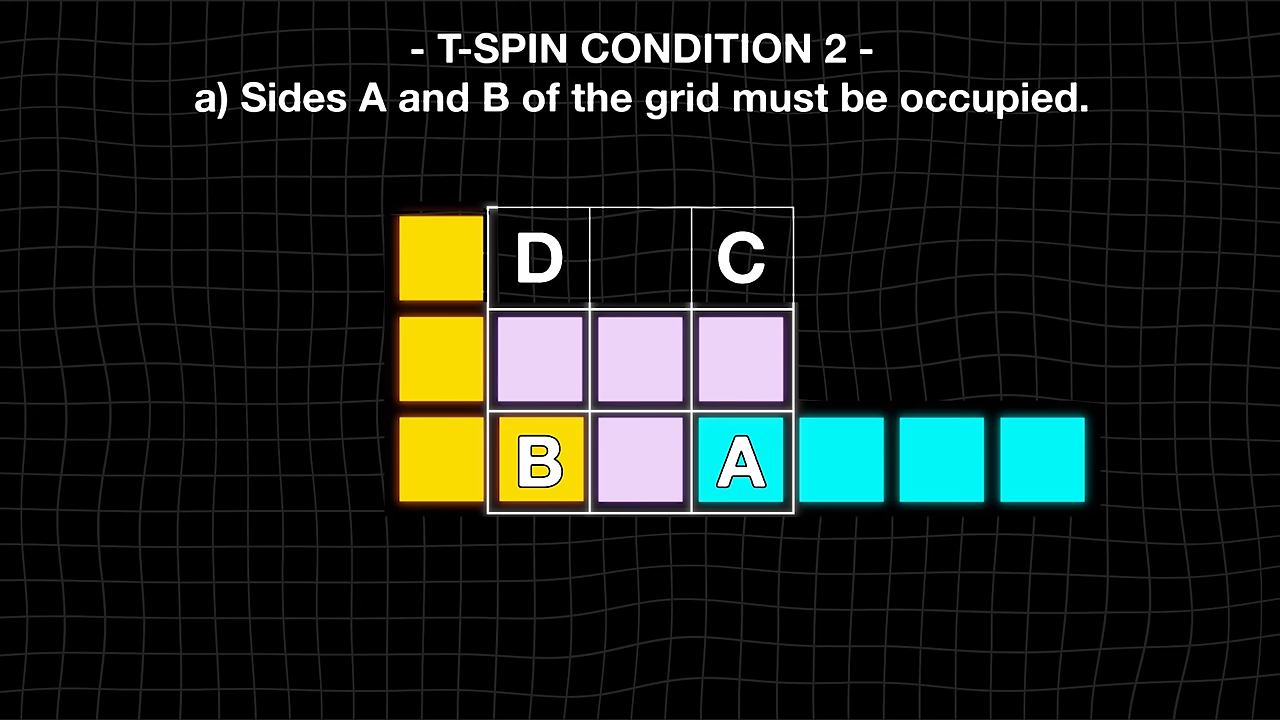 - T-SPIN CONDITION 2 -
a) Sides A and B of the grid must be occupied.
D C
B A